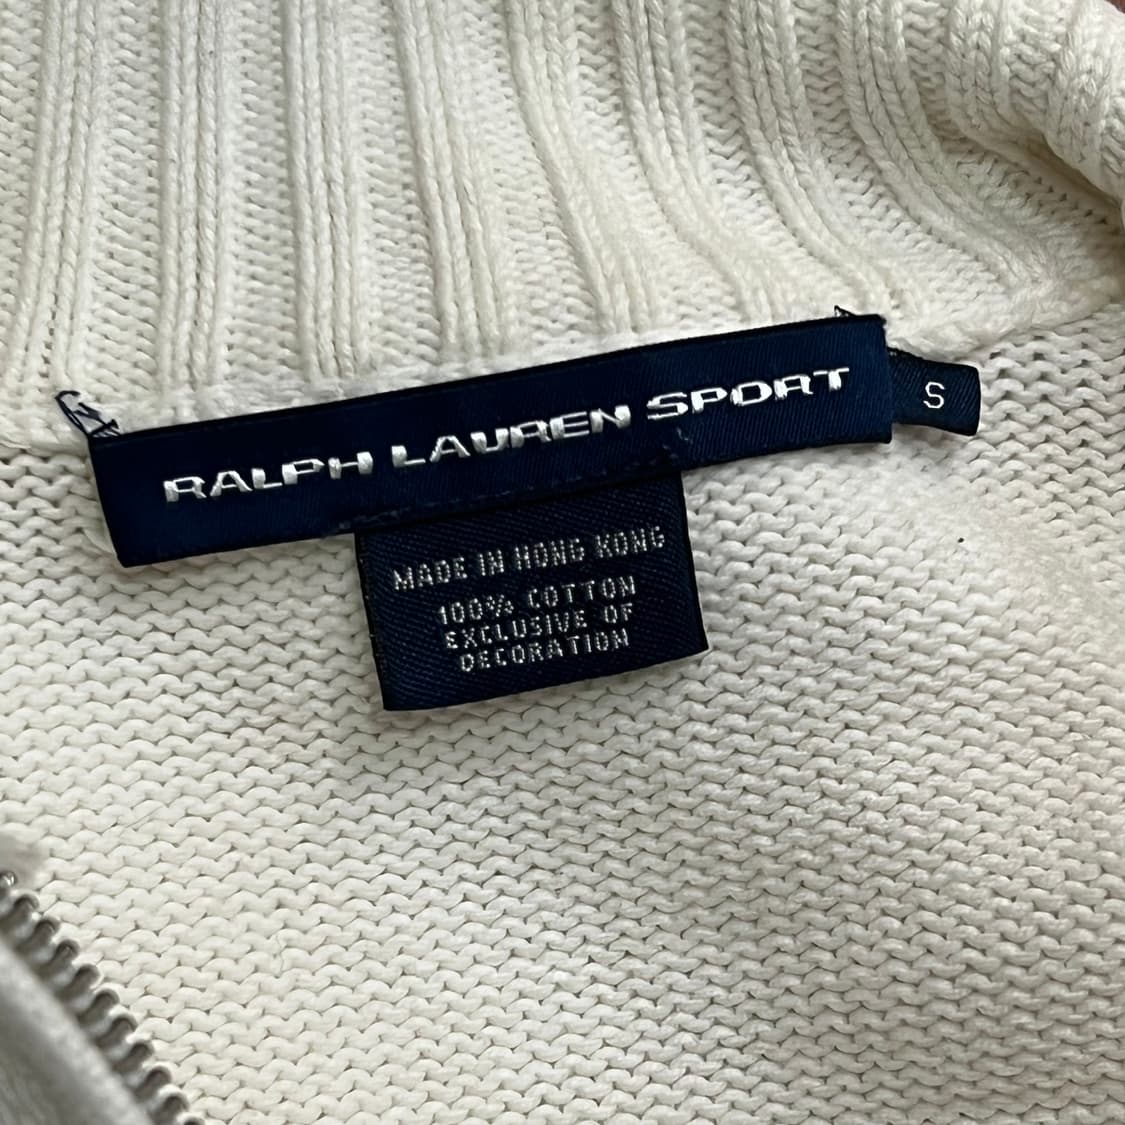 RALPH LAUREN SPORT
S
MADE IN HONG KONG
100% COTTON
EXCLUSIVE OF
DECORATION